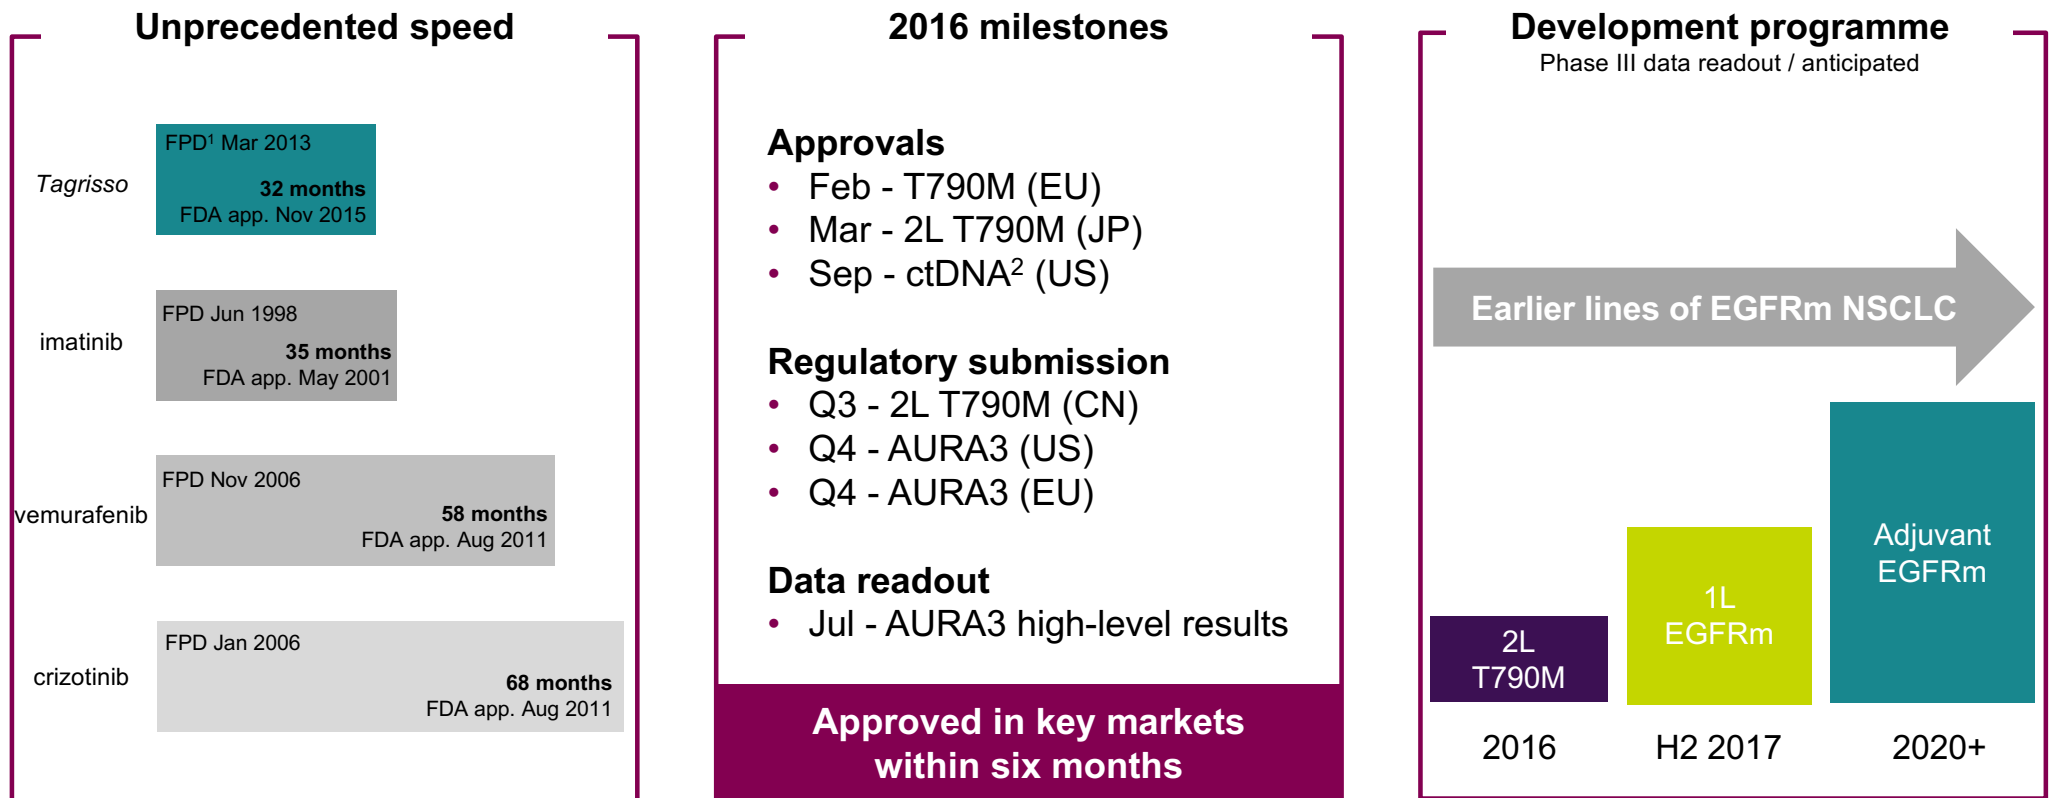 Unprecedented speed
Tagrisso
FPD¹ Mar 2013
32 months
FDA app. Nov 2015
imatinib
FPD Jun 1998
35 months
FDA app. May 2001
vemurafenib
FPD Nov 2006
58 months
FDA app. Aug 2011
crizotinib
FPD Jan 2006
68 months
FDA app. Aug 2011
2016 milestones
Approvals
• Feb - T790M (EU)
• Mar - 2L T790M (JP)
• Sep - ctDNA² (US)
Regulatory submission
• Q3 - 2L T790M (CN)
• Q4 - AURA3 (US)
• Q4 - AURA3 (EU)
Data readout
• Jul - AURA3 high-level results
Approved in key markets
within six months
Development programme
Phase III data readout / anticipated
Earlier lines of EGFRm NSCLC
2L
T790M
1L
EGFRm
Adjuvant
EGFRm
2016
H2 2017
2020+